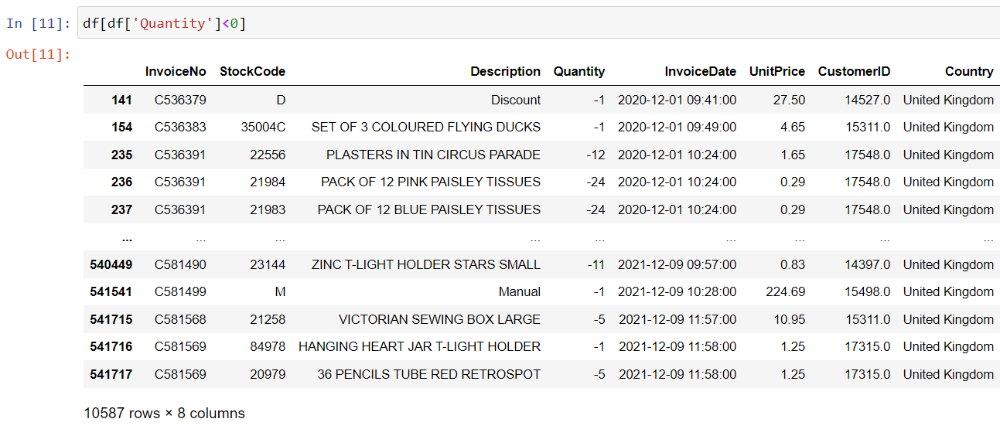 In [11]: df[df['Quantity']<0]
Out[11]:
InvoiceNo StockCode Description Quantity InvoiceDate UnitPrice CustomerID Country
141 C536379 D Discount -1 2020-12-01 09:41:00 27.50 14527.0 United Kingdom
154 C536383 35004C SET OF 3 COLOURED FLYING DUCKS -1 2020-12-01 09:49:00 4.65 15311.0 United Kingdom
235 C536391 22556 PLASTERS IN TIN CIRCUS PARADE -12 2020-12-01 10:24:00 1.65 17548.0 United Kingdom
236 C536391 21984 PACK OF 12 PINK PAISLEY TISSUES -24 2020-12-01 10:24:00 0.29 17548.0 United Kingdom
237 C536391 21983 PACK OF 12 BLUE PAISLEY TISSUES -24 2020-12-01 10:24:00 0.29 17548.0 United Kingdom
... ... ... ... ... ... ... ... ...
540449 C581490 23144 ZINC T-LIGHT HOLDER STARS SMALL -11 2021-12-09 09:57:00 0.83 14397.0 United Kingdom
541541 C581499 M Manual -1 2021-12-09 10:28:00 224.69 15498.0 United Kingdom
541715 C581568 21258 VICTORIAN SEWING BOX LARGE -5 2021-12-09 11:57:00 10.95 15311.0 United Kingdom
541716 C581569 84978 HANGING HEART JAR T-LIGHT HOLDER -1 2021-12-09 11:58:00 1.25 17315.0 United Kingdom
541717 C581569 20979 36 PENCILS TUBE RED RETROSPOT -5 2021-12-09 11:58:00 1.25 17315.0 United Kingdom
10587 rows × 8 columns